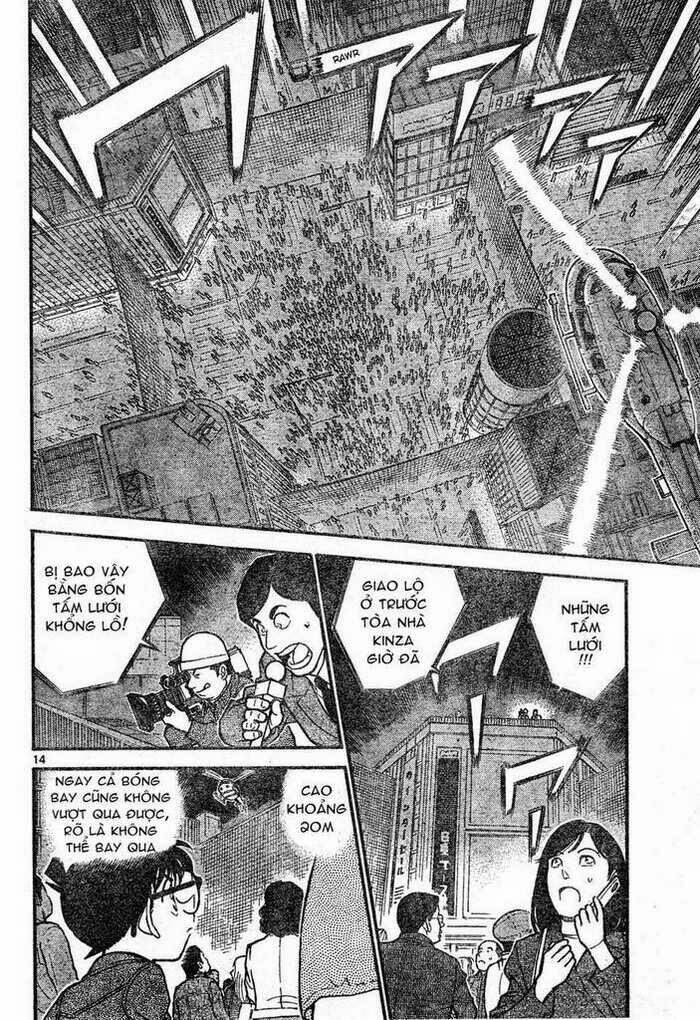 RAWR
NHỮNG
TẤM
LƯỚI
!!!
GIAO LỘ
Ở TRƯỚC
TÒA NHÀ
KINZA
GIỜ ĐÃ
BỊ BAO VÂY
BẰNG BỐN
TẤM LƯỚI
KHỔNG LỒ!
14
CAO
KHOẢNG
20M
NGAY CẢ BÓNG
BAY CŨNG KHÔNG
VƯỢT QUA ĐƯỢC,
RÕ LÀ KHÔNG
THỂ BAY QUA